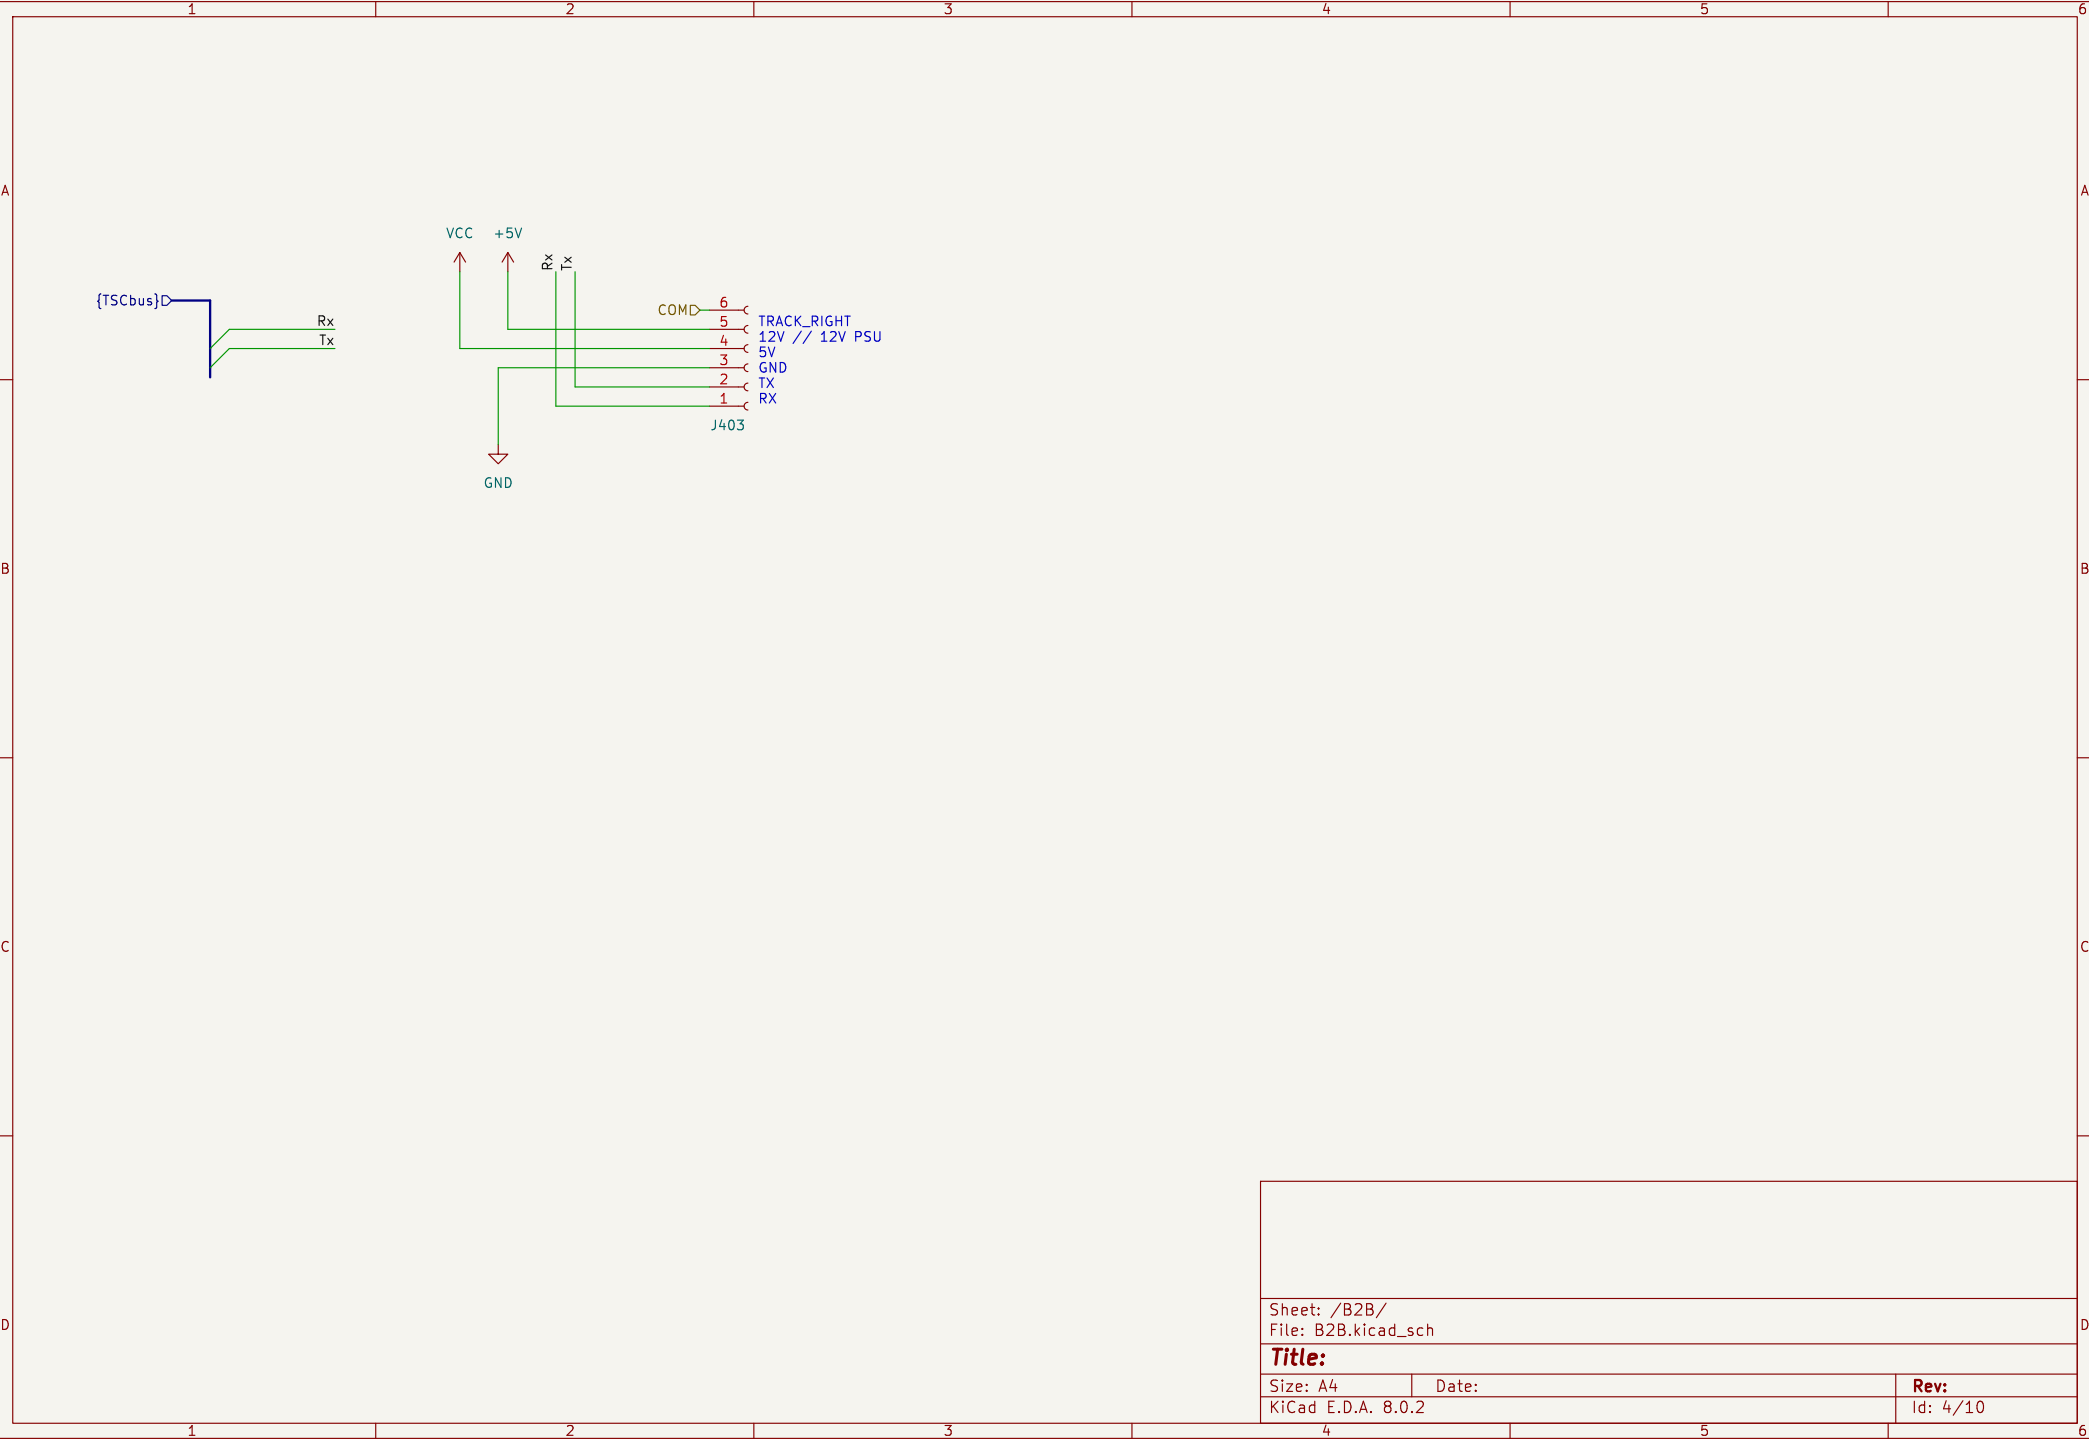 1 2 3 4 5 6
A A
VCC +5V
Rx
Tx
{TSCbus}
COM
6
5
4
3
2
1
TRACK_RIGHT
12V // 12V PSU
5V
GND
TX
RX
Rx
Tx
J403
GND
B B
C C
D D
Sheet: /B2B/
File: B2B.kicad_sch
Title:
Size: A4 Date: Rev:
KiCad E.D.A. 8.0.2 Id: 4/10
1 2 3 4 5 6